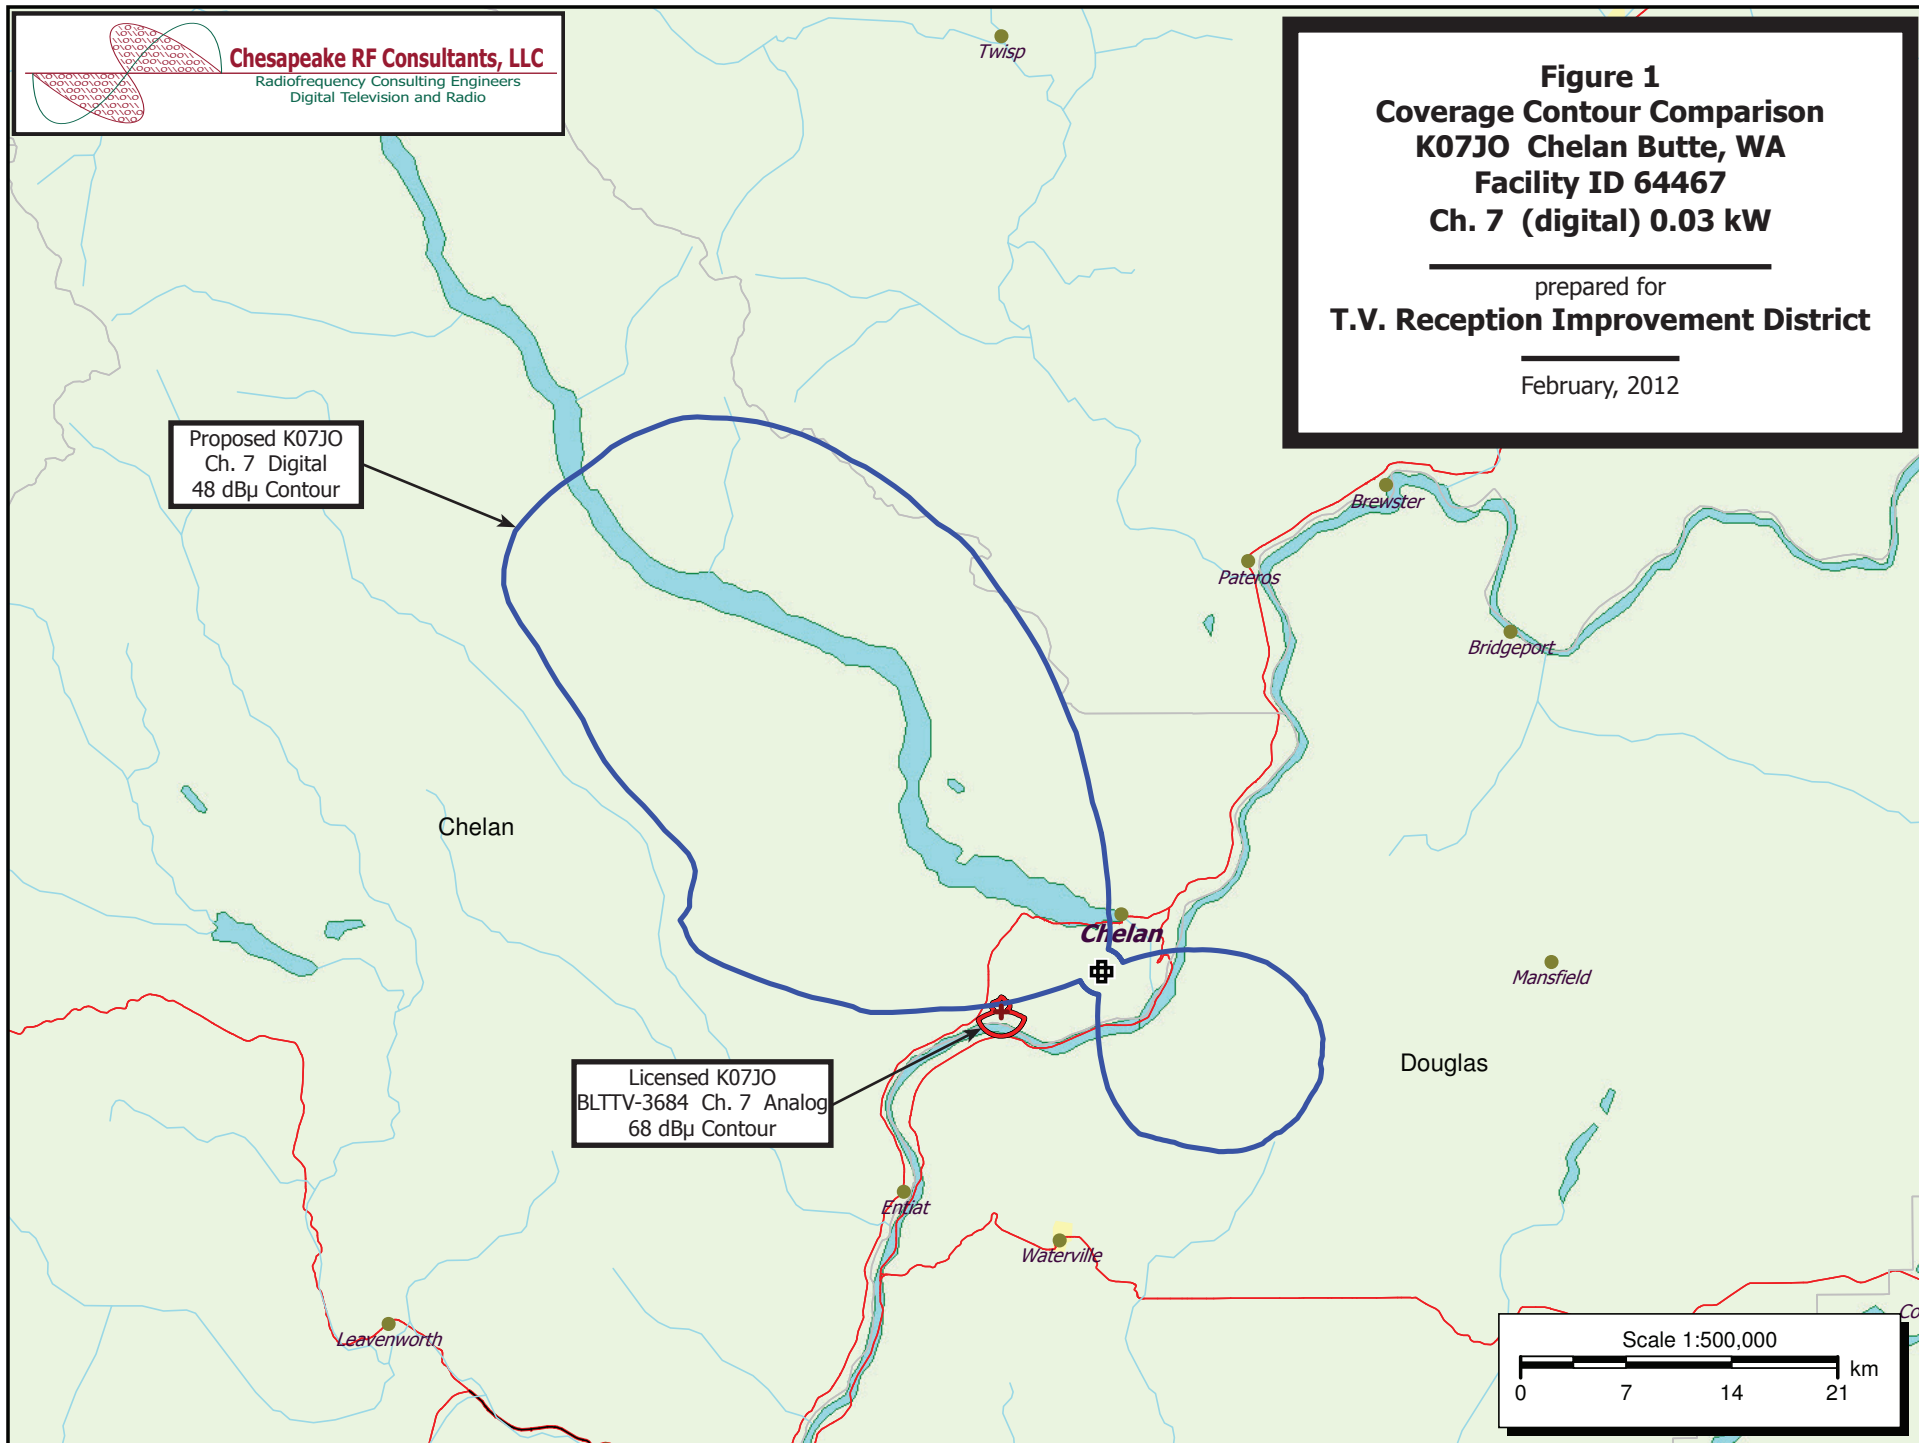 Chesapeake RF Consultants, LLC
Radiofrequency Consulting Engineers
Digital Television and Radio
Figure 1
Coverage Contour Comparison
K07JO Chelan Butte, WA
Facility ID 64467
Ch. 7 (digital) 0.03 kW
prepared for
T.V. Reception Improvement District
February, 2012
Twisp
Proposed K07JO
Ch. 7 Digital
48 dBµ Contour
Brewster
Pateros
Bridgeport
Chelan
Chelan
Mansfield
Douglas
Licensed K07JO
BLTTV-3684 Ch. 7 Analog
68 dBµ Contour
Entiat
Waterville
Leavenworth
Co
Scale 1:500,000
km
0 7 14 21